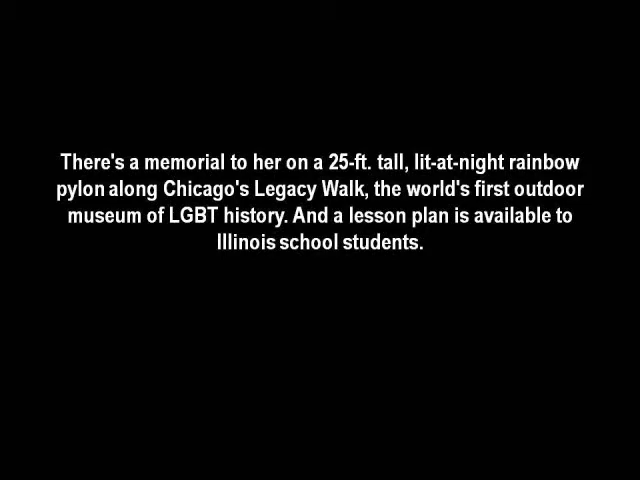 There's a memorial to her on a 25-ft. tall, lit-at-night rainbow
pylon along Chicago's Legacy Walk, the world's first outdoor
museum of LGBT history. And a lesson plan is available to
Illinois school students.